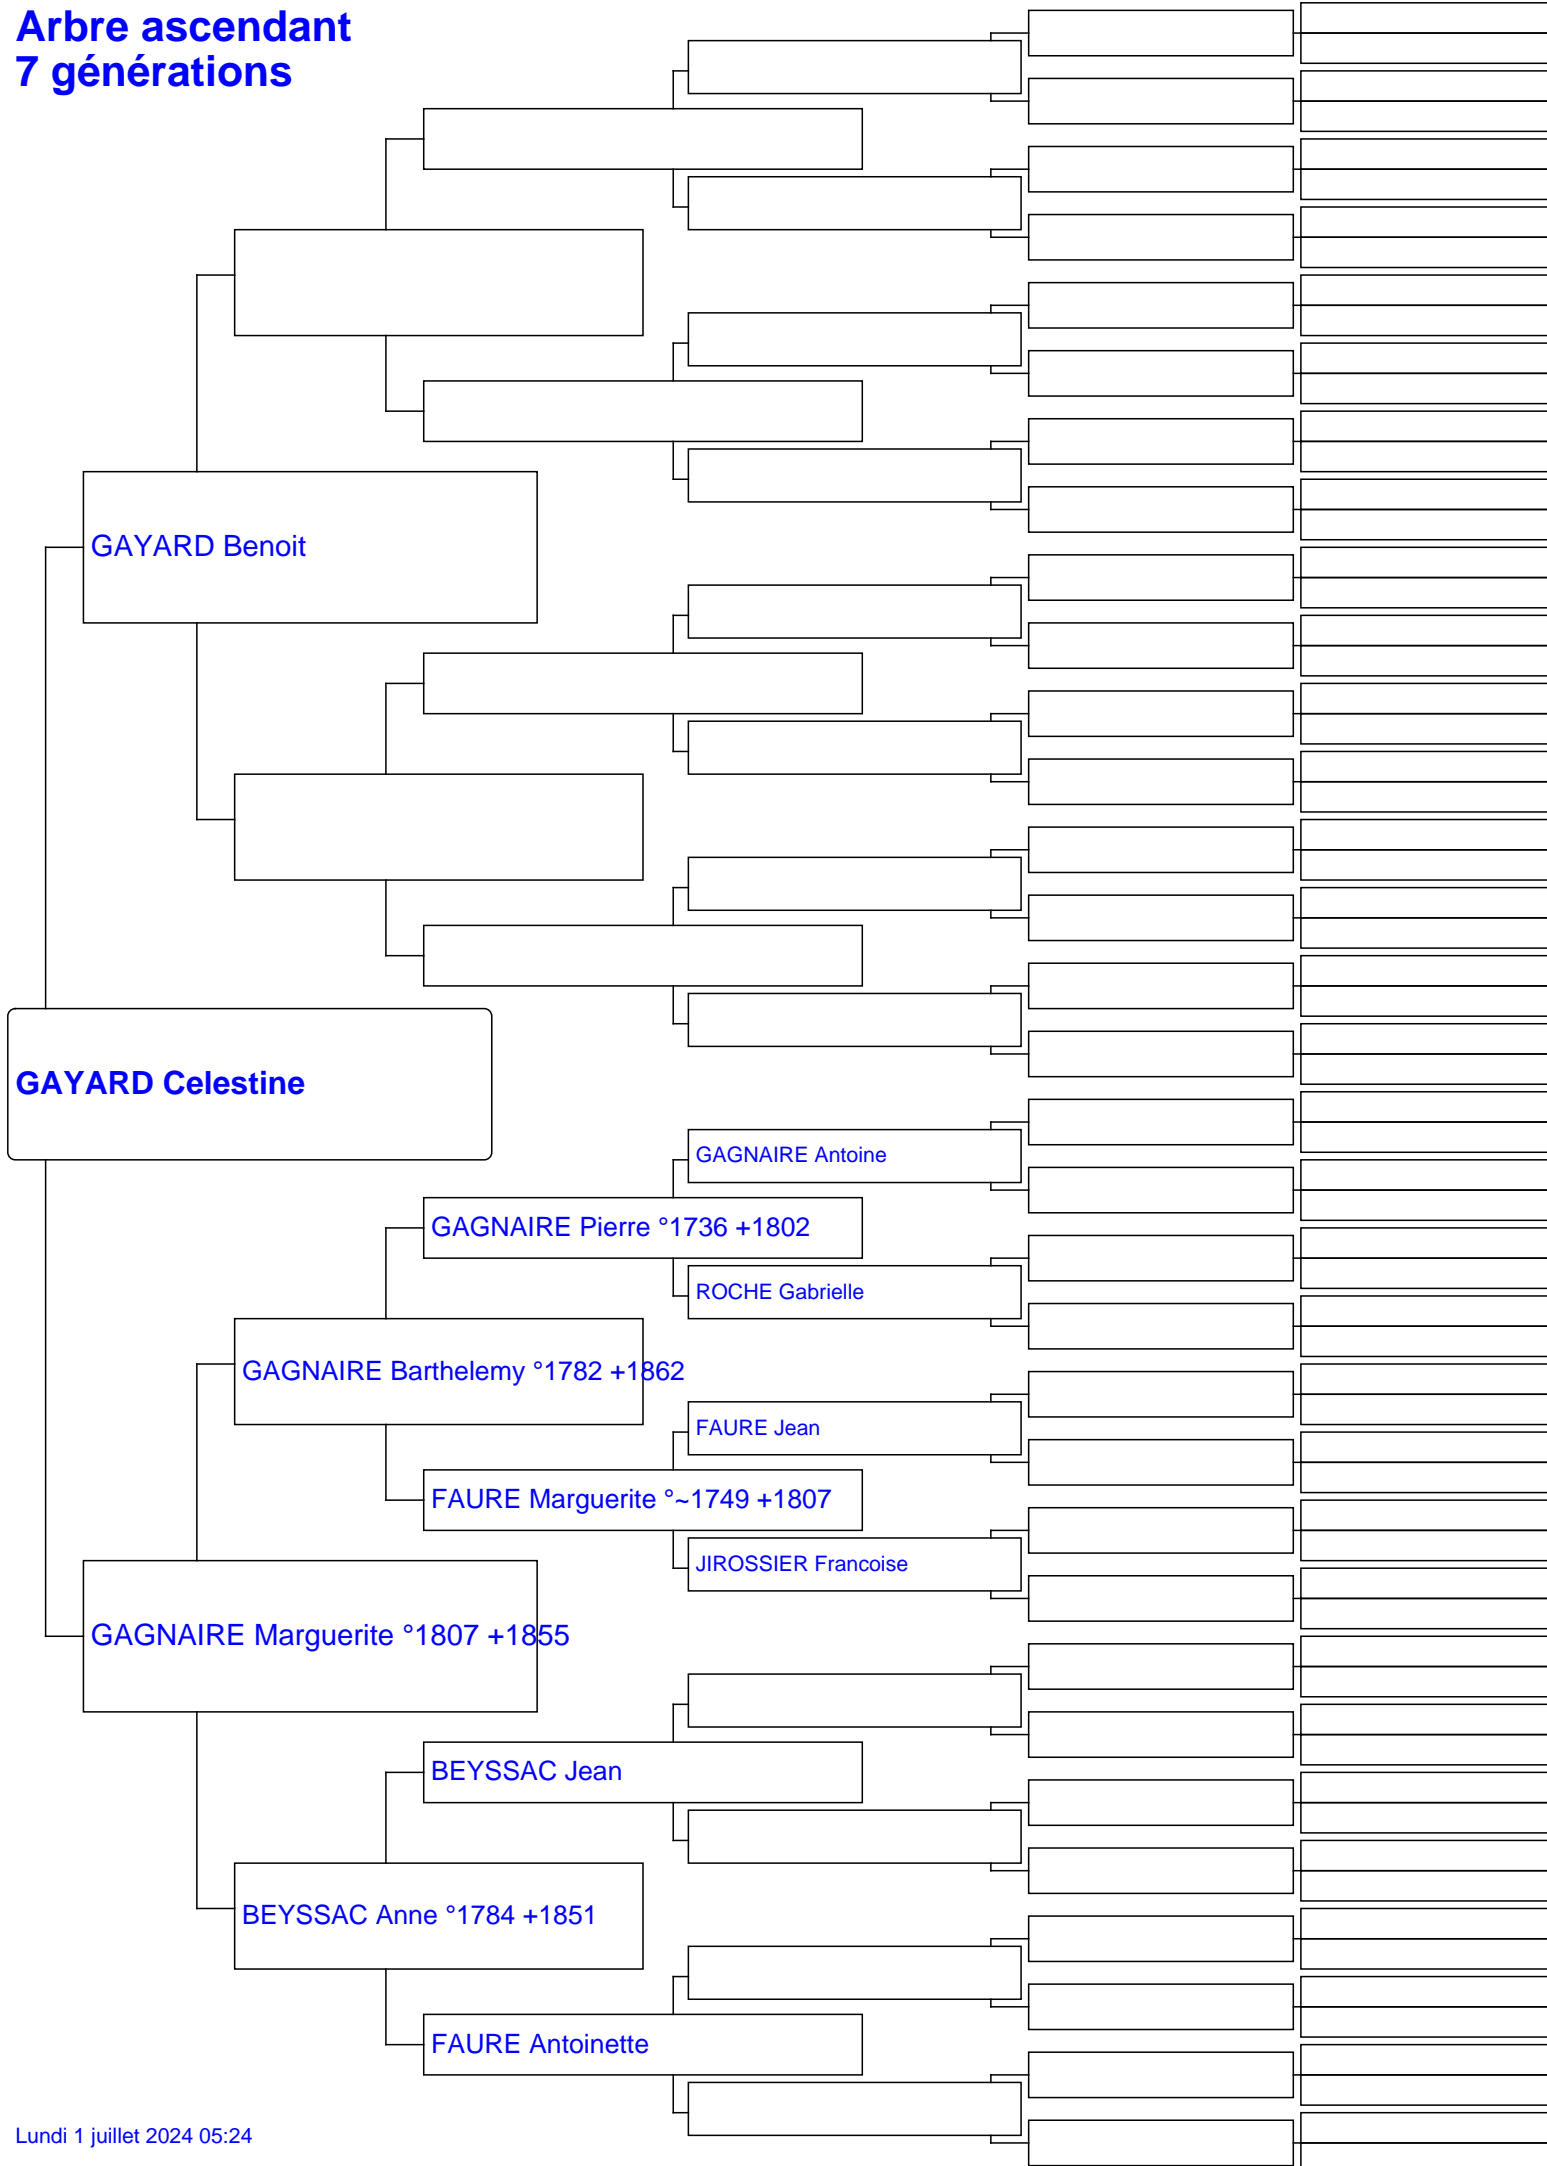 Arbre ascendant
7 générations
GAYARD Benoit
GAYARD Celestine
GAGNAIRE Antoine
GAGNAIRE Pierre °1736 +1802
ROCHE Gabrielle
GAGNAIRE Barthelemy °1782 +1862
FAURE Jean
FAURE Marguerite °~1749 +1807
JIROSSIER Francoise
GAGNAIRE Marguerite °1807 +1855
BEYSSAC Jean
BEYSSAC Anne °1784 +1851
FAURE Antoinette
Lundi 1 juillet 2024 05:24